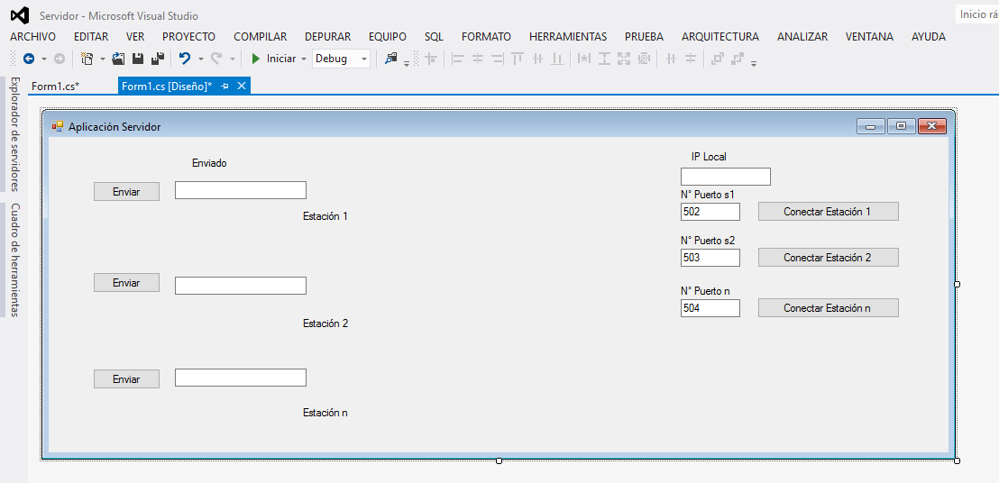 Servidor - Microsoft Visual Studio
Inicio rá
ARCHIVO EDITAR VER PROYECTO COMPILAR DEPURAR EQUIPO SQL FORMATO HERRAMIENTAS PRUEBA ARQUITECTURA ANALIZAR VENTANA AYUDA
Iniciar Debug
Form1.cs* Form1.cs [Diseño]*
Explorador de servidores
Cuadro de herramientas
Aplicación Servidor
Enviado
IP Local
Enviar
N° Puerto s1
Estación 1
502 Conectar Estación 1
N° Puerto s2
503 Conectar Estación 2
Enviar
N° Puerto n
504 Conectar Estación n
Estación 2
Enviar
Estación n